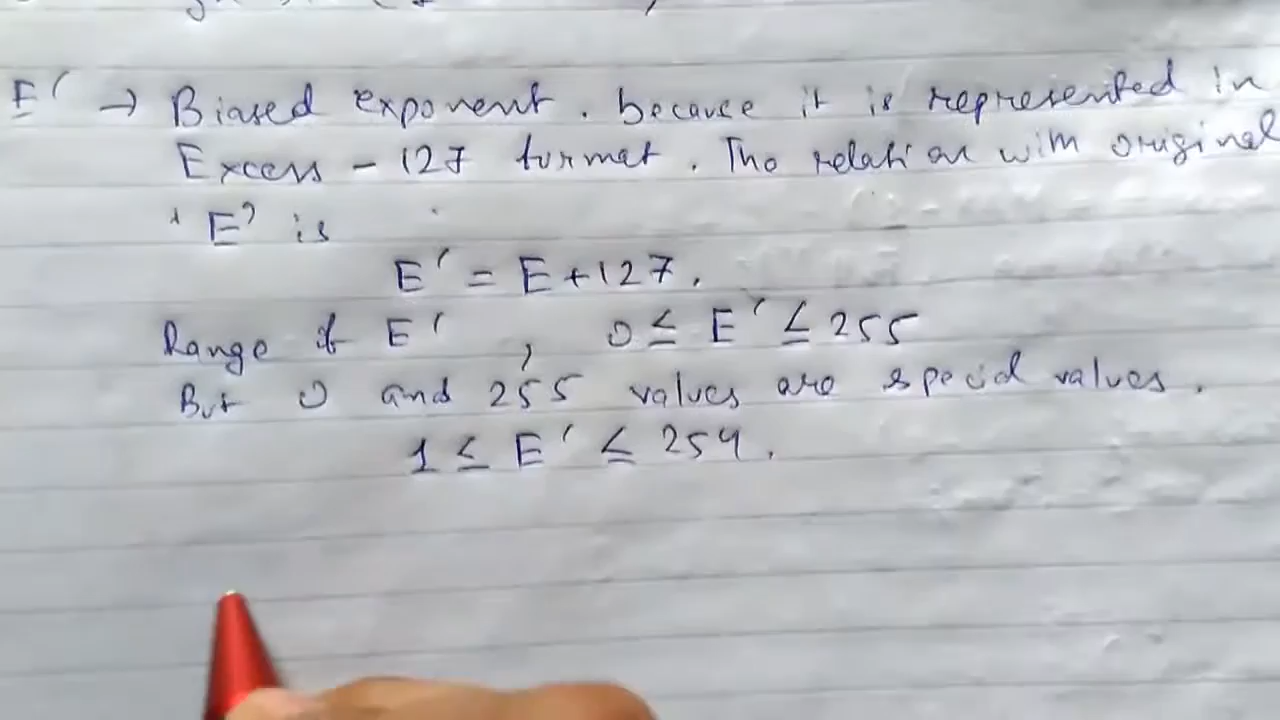 E' → Biased exponent. because it is represented in
Excess - 127 format. The relation with original
'E' is
E' = E + 127.
Range of E', 0 ≤ E' ≤ 255
But 0 and 255 values are special values.
1 ≤ E' ≤ 254.